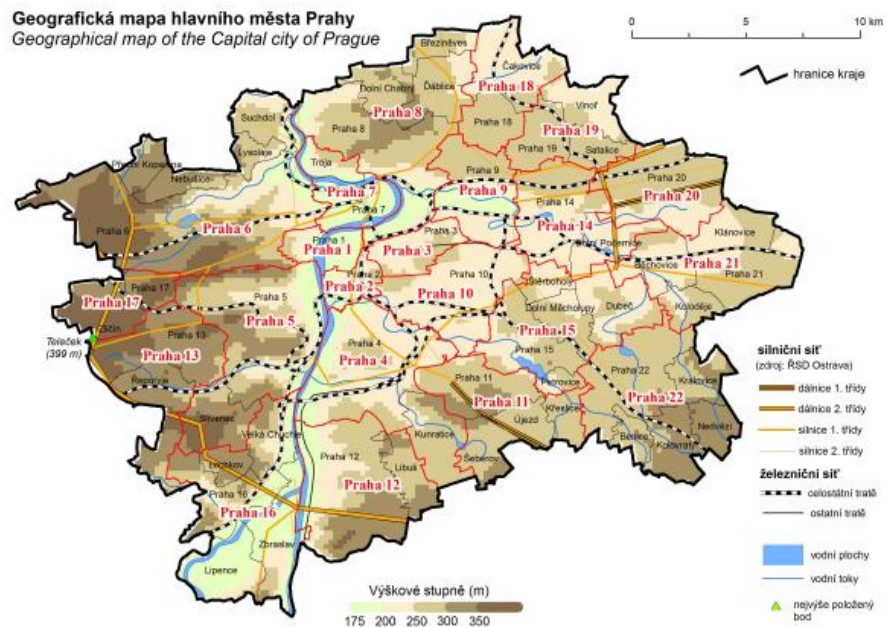 Geografická mapa hlavního města Prahy
Geographical map of the Capital city of Prague
0 5 10 km
hranice kraje
Březiněves
Čakovice
Praha 18
Dolní Chabry
Ďáblice
Praha 8
Vinoř
Suchdol
Praha 8
Praha 18
Praha 19
Lysolaje
Praha 19
Satalice
Přední Kopanina
Nebušice
Troja
Praha 9
Praha 20
Praha 7
Praha 9
Praha 20
Praha 7
Praha 14
Praha 6
Praha 6
Praha 14
Praha 1
Praha 1
Praha 3
Praha 3
Klánovice
Dolní Počernice
Běchovice
Praha 21
Praha 21
Praha 2
Praha 10
Štěrboholy
Praha 17
Praha 17
Praha 5
Praha 2
Praha 10
Dolní Měcholupy
Dubeč
Koloděje
Zličín
Praha 5
Praha 15
Teleček
(399 m)
Praha 13
Praha 13
Praha 4
Praha 4
Praha 15
Řeporyje
Praha 11
Petrovice
Praha 22
Královice
Praha 11
Křeslice
Praha 22
Nedvězí
Slivenec
Velká Chuchle
Kunratice
Újezd
Benice
Kolovraty
Lochkov
Praha 12
Libuš
Šeberov
Praha 16
Praha 12
Praha 16
Zbraslav
Lipence
silniční síť
(zdroj: ŘSD Ostrava)
dálnice 1. třídy
dálnice 2. třídy
silnice 1. třídy
silnice 2. třídy
železniční síť
celostátní tratě
ostatní tratě
vodní plochy
vodní toky
nejvýše položený
bod
Výškové stupně (m)
175 200 250 300 350